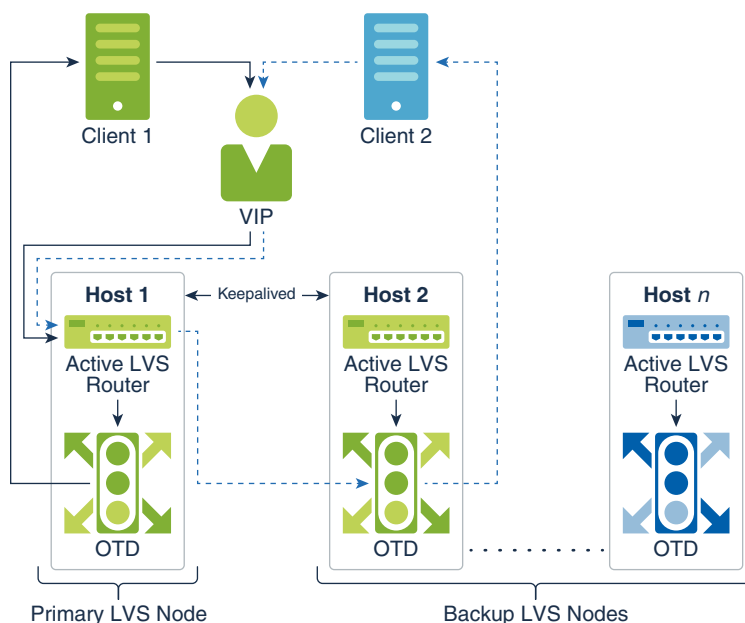 Client 1
Client 2
VIP
Host 1
Keepalived
Host 2
Host n
Active LVS
Router
Active LVS
Router
Active LVS
Router
OTD
OTD
OTD
Primary LVS Node
Backup LVS Nodes